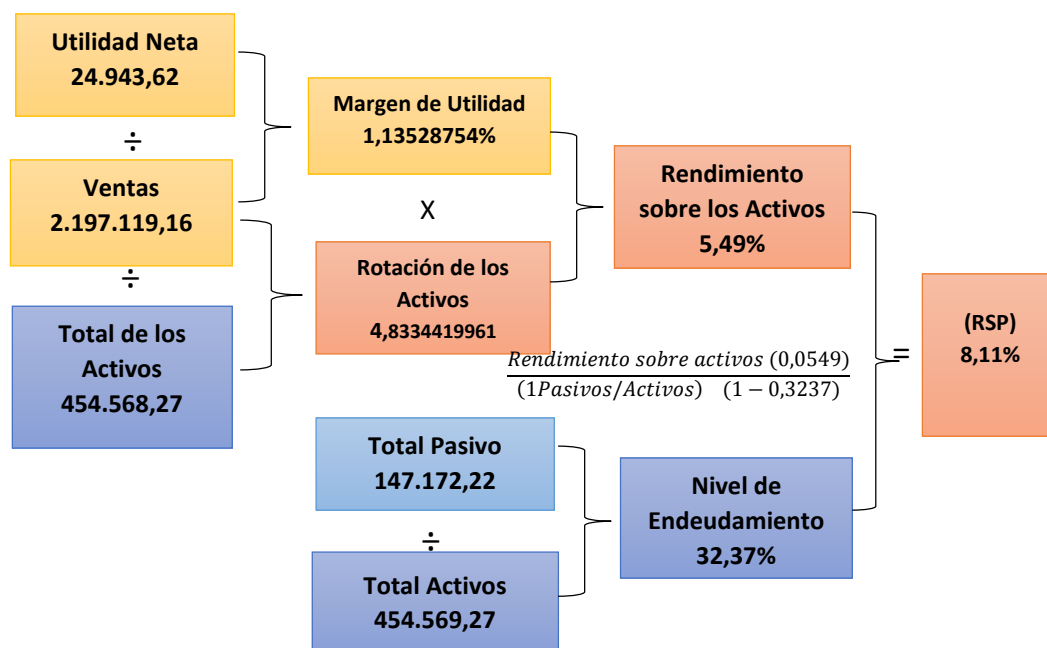 Utilidad Neta
24.943,62
÷
Ventas
2.197.119,16
÷
Total de los
Activos
454.568,27
Margen de Utilidad
1,13528754%
X
Rotación de los
Activos
4,8334419961
Rendimiento
sobre los Activos
5,49%
Rendimiento sobre activos (0,0549)
(1Pasivos/Activos) (1 − 0,3237)
Total Pasivo
147.172,22
÷
Total Activos
454.569,27
Nivel de
Endeudamiento
32,37%
=
(RSP)
8,11%